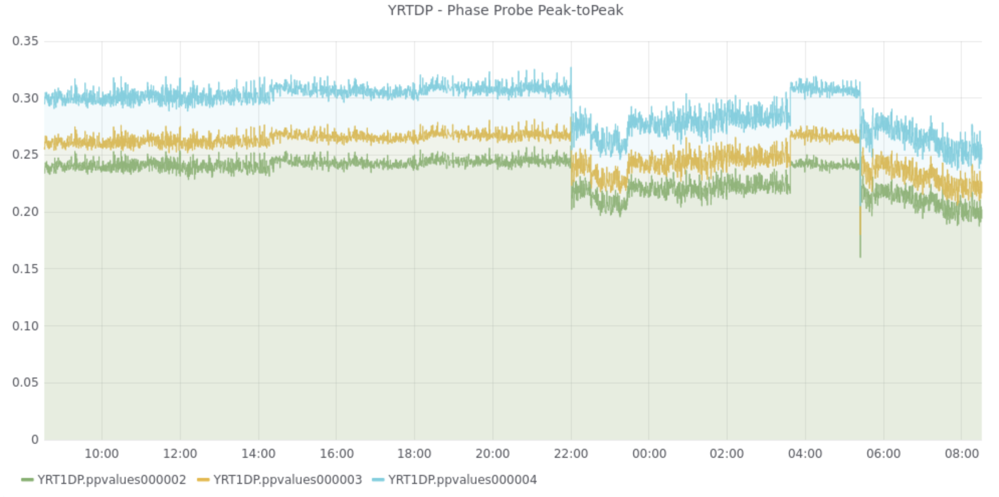 YRTDP - Phase Probe Peak-toPeak
0.35
0.30
0.25
0.20
0.15
0.10
0.05
0
10:00 12:00 14:00 16:00 18:00 20:00 22:00 00:00 02:00 04:00 06:00 08:00
YRT1DP.ppvalues000002 YRT1DP.ppvalues000003 YRT1DP.ppvalues000004